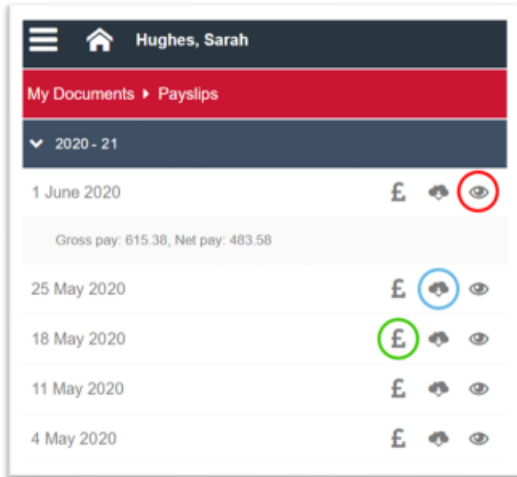 Hughes, Sarah
My Documents ▸ Payslips
2020 - 21
1 June 2020 £
Gross pay: 615.38, Net pay: 483.58
25 May 2020 £
18 May 2020 £
11 May 2020 £
4 May 2020 £